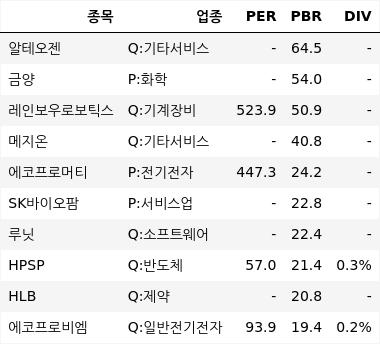 종목 업종 PER PBR DIV
알테오젠 Q:기타서비스 - 64.5 -
금양 P:화학 - 54.0 -
레인보우로보틱스 Q:기계장비 523.9 50.9 -
메지온 Q:기타서비스 - 40.8 -
에코프로머티 P:전기전자 447.3 24.2 -
SK바이오팜 P:서비스업 - 22.8 -
루닛 Q:소프트웨어 - 22.4 -
HPSP Q:반도체 57.0 21.4 0.3%
HLB Q:제약 - 20.8 -
에코프로비엠 Q:일반전기전자 93.9 19.4 0.2%